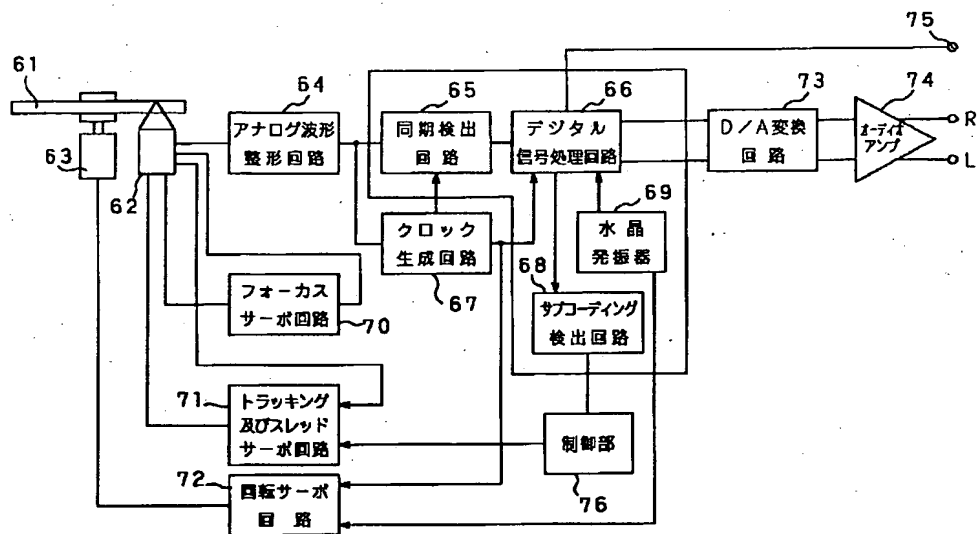 75
61
64
65
66
73
74
アナログ波形
整形回路
同期検出
回路
デジタル
信号処理回路
D/A変換
回路
オーディオ
アンプ
R
L
63
62
69
クロック
生成回路
67
水晶
発振器
68
サブコーディング
検出回路
フォーカス
サーボ回路
70
71
トラッキング
及びスレッド
サーボ回路
制御部
76
72
回転サーボ
回路